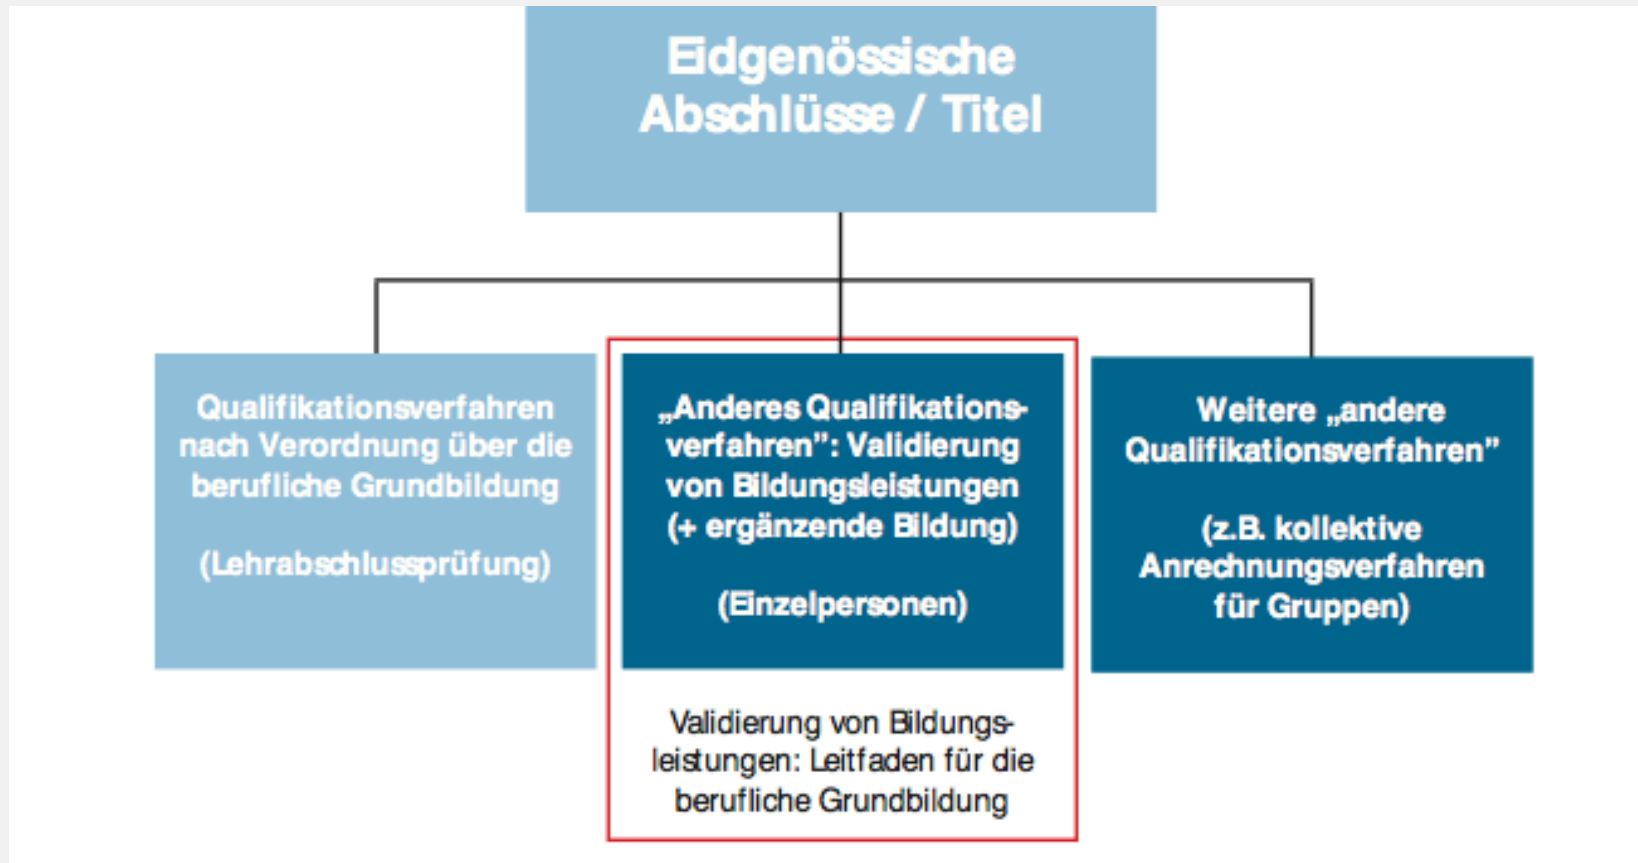 Eidgenössische
Abschlüsse / Titel
Qualifikationsverfahren
nach Verordnung über die
berufliche Grundbildung
(Lehrabschlussprüfung)
„Anderes Qualifikations-
verfahren”: Validierung
von Bildungsleistungen
(+ ergänzende Bildung)
(Einzelpersonen)
Weitere „andere
Qualifikationsverfahren”
(z.B. kollektive
Anrechnungsverfahren
für Gruppen)
Validierung von Bildungs-
leistungen: Leitfaden für die
berufliche Grundbildung